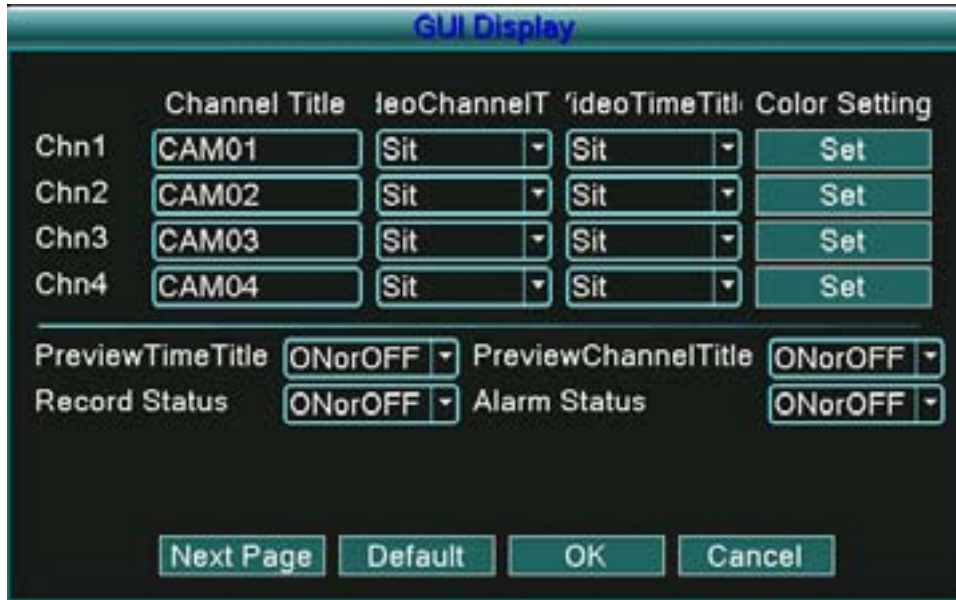 GUI Display
Channel Title deoChannelT ideoTimeTitl Color Setting
Chn1 CAM01 Sit Sit Set
Chn2 CAM02 Sit Sit Set
Chn3 CAM03 Sit Sit Set
Chn4 CAM04 Sit Sit Set
PreviewTimeTitle ONorOFF PreviewChannelTitle ONorOFF
Record Status ONorOFF Alarm Status ONorOFF
Next Page Default OK Cancel